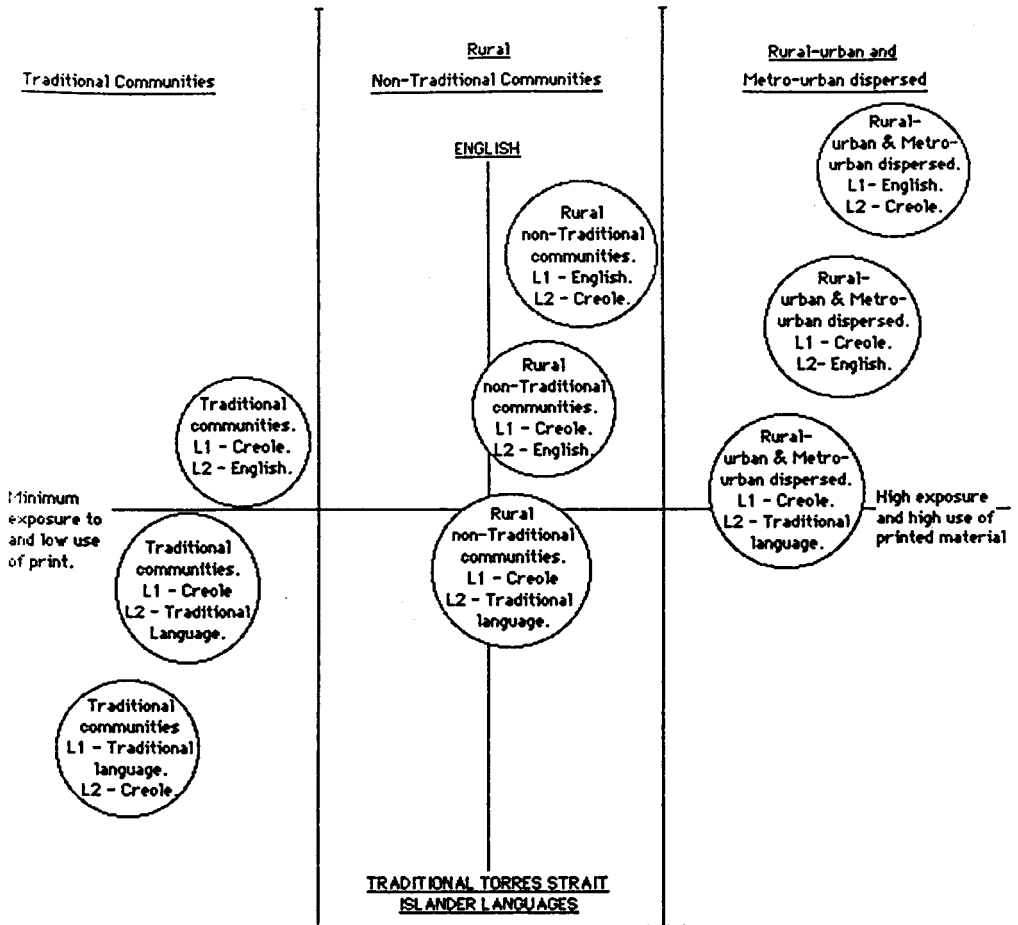 Traditional Communities
Rural
Non-Traditional Communities
Rural-urban and
Metro-urban dispersed
ENGLISH
Rural-
urban & Metro-
urban dispersed.
L1- English.
L2 - Creole.
Rural
non-Traditional
communities.
L1 - English.
L2 - Creole.
Rural-
urban & Metro-
urban dispersed.
L1 - Creole.
L2- English.
Rural
non-Traditional
communities.
L1 - Creole.
L2 - English.
Traditional
communities.
L1 - Creole.
L2 - English.
Rural-
urban & Metro-
urban dispersed.
L1 - Creole.
L2 - Traditional
language.
Minimum
exposure to
and low use
of print.
High exposure
and high use of
printed material
Traditional
communities.
L1 - Creole
L2 - Traditional
Language.
Rural
non-Traditional
communities.
L1 - Creole
L2 - Traditional
language.
Traditional
communities
L1 - Traditional
language.
L2 - Creole.
TRADITIONAL TORRES STRAIT
ISLANDER LANGUAGES